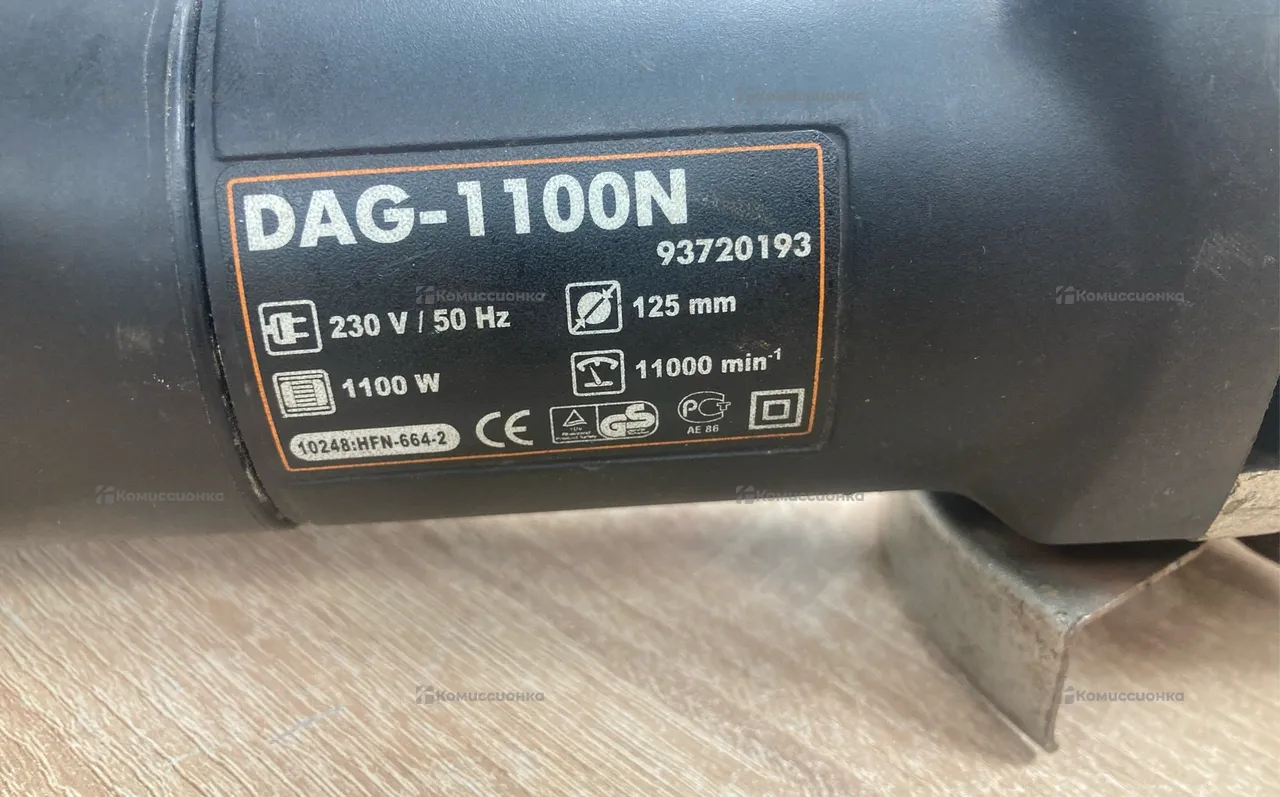 DAG-1100N
93720193
230 V / 50 Hz
125 mm
1100 W
11000 min-1
10248:HFN-664-2
CE
GS
PCT
AE 86
Комиссионка
Комиссионка
Комиссионка
Комиссионка
Комиссионка
Комиссионка